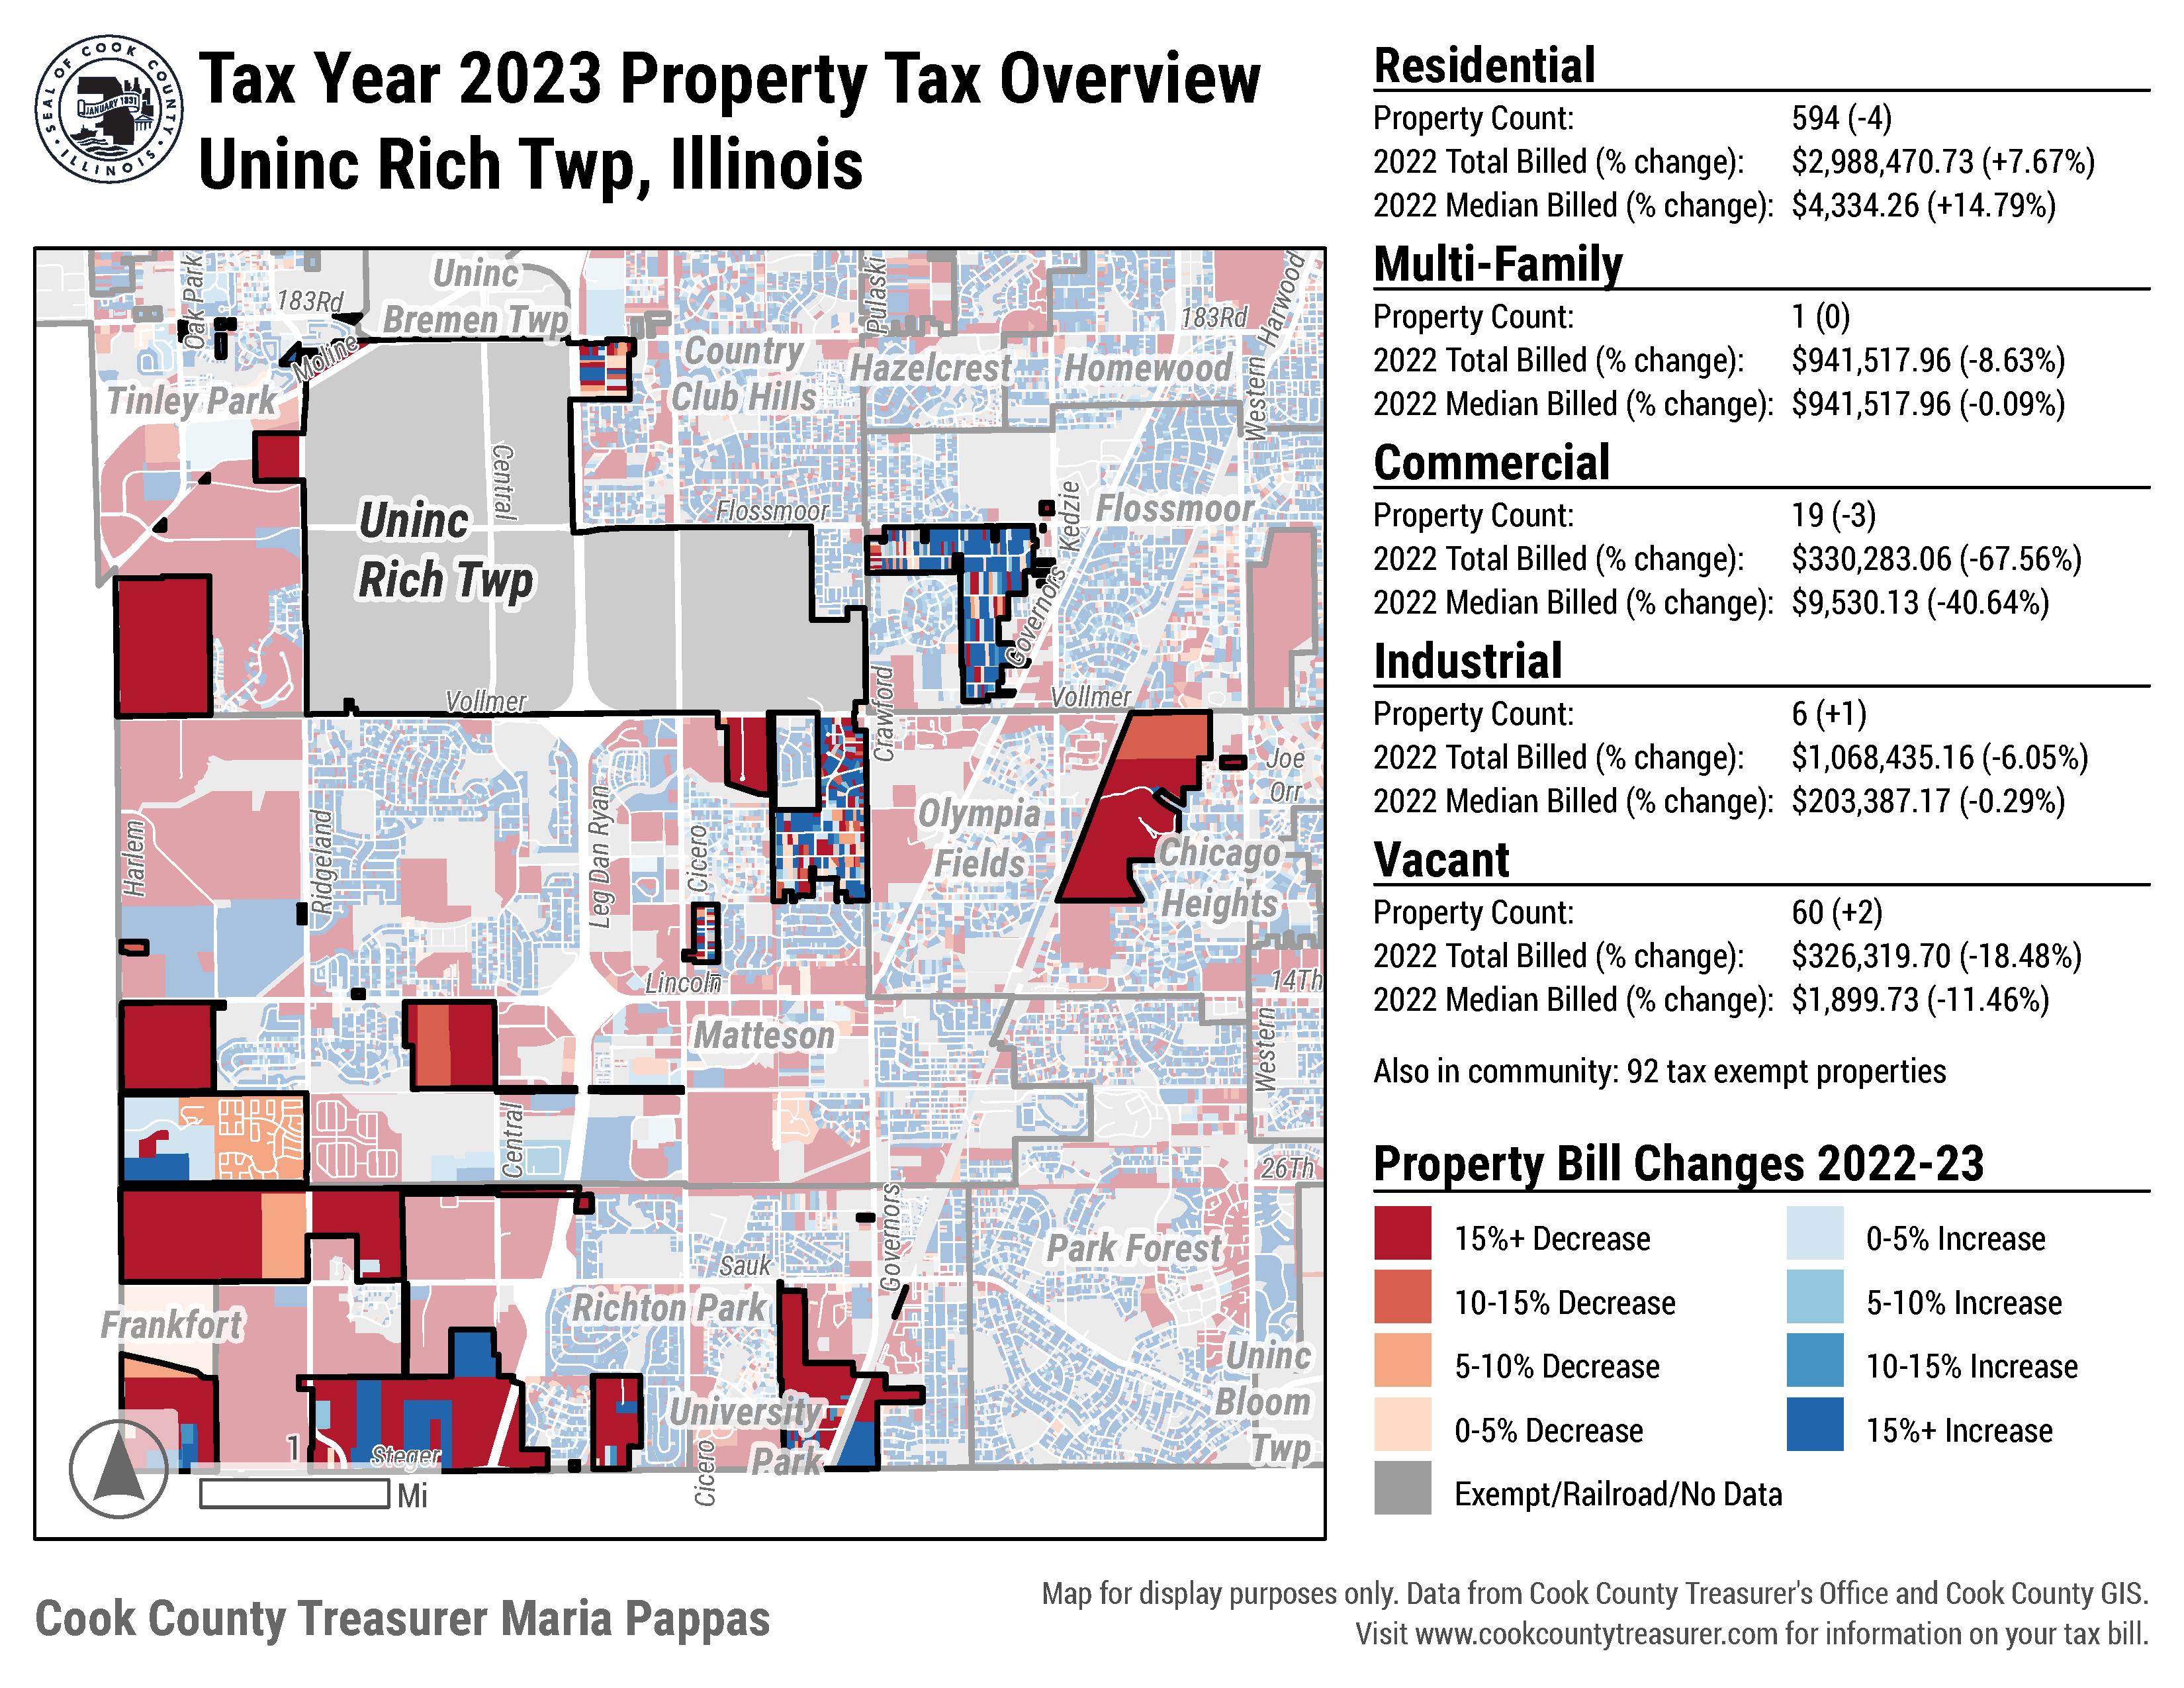 SEAL OF COOK COUNTY
JANUARY 1831
ILLINOIS
Tax Year 2023 Property Tax Overview
Uninc Rich Twp, Illinois
Residential
Property Count: 594 (-4)
2022 Total Billed (% change): $2,988,470.73 (+7.67%)
2022 Median Billed (% change): $4,334.26 (+14.79%)
Multi-Family
Property Count: 1 (0)
2022 Total Billed (% change): $941,517.96 (-8.63%)
2022 Median Billed (% change): $941,517.96 (-0.09%)
Commercial
Property Count: 19 (-3)
2022 Total Billed (% change): $330,283.06 (-67.56%)
2022 Median Billed (% change): $9,530.13 (-40.64%)
Industrial
Property Count: 6 (+1)
2022 Total Billed (% change): $1,068,435.16 (-6.05%)
2022 Median Billed (% change): $203,387.17 (-0.29%)
Vacant
Property Count: 60 (+2)
2022 Total Billed (% change): $326,319.70 (-18.48%)
2022 Median Billed (% change): $1,899.73 (-11.46%)
Also in community: 92 tax exempt properties
Property Bill Changes 2022-23
15%+ Decrease
10-15% Decrease
5-10% Decrease
0-5% Decrease
Exempt/Railroad/No Data
0-5% Increase
5-10% Increase
10-15% Increase
15%+ Increase
Oak Park
183Rd
Uninc
Bremen Twp
Pulaski
183Rd
Harwood
Moline
Tinley Park
Country
Club Hills
Hazelcrest
Homewood
Western
Central
Uninc
Rich Twp
Flossmoor
Kedzie
Flossmoor
Governors
Vollmer
Crawford
Vollmer
Joe
Orr
Harlem
Ridgeland
Leg Dan Ryan
Cicero
Olympia
Fields
Chicago
Heights
Lincoln
14Th
Matteson
Western
Central
26Th
Governors
Sauk
Park Forest
Frankfort
Richton Park
Uninc
Bloom
Twp
University
Park
Steger
Cicero
1
Mi
Cook County Treasurer Maria Pappas
Map for display purposes only. Data from Cook County Treasurer's Office and Cook County GIS.
Visit www.cookcountytreasurer.com for information on your tax bill.